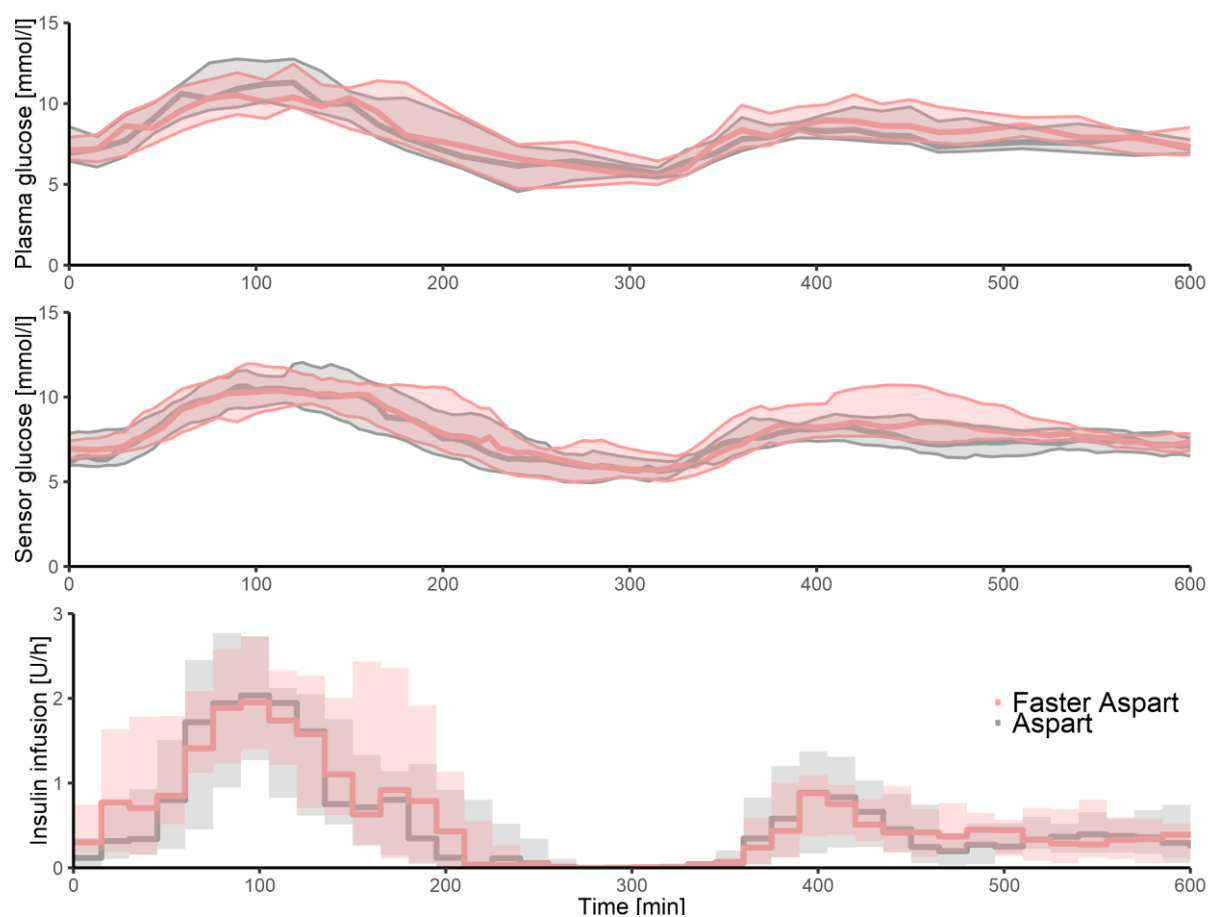 Plasma glucose [mmol/l]
15
10
5
0
0 100 200 300 400 500 600
Sensor glucose [mmol/l]
15
10
5
0
0 100 200 300 400 500 600
Insulin infusion [U/h]
3
2
1
0
Faster Aspart
Aspart
0 100 200 300 400 500 600
Time [min]